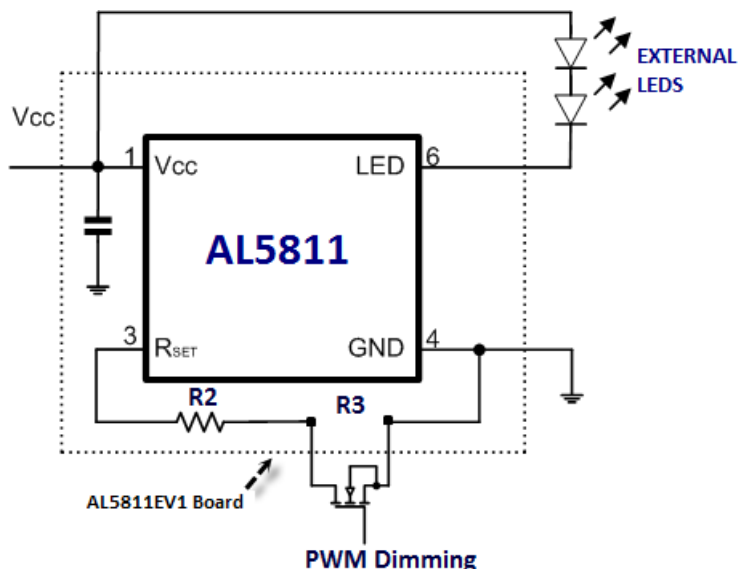 EXTERNAL
LEDS
Vcc
1
Vcc
LED
6
AL5811
3
RSET
GND
4
R2
R3
AL5811EV1 Board
PWM Dimming